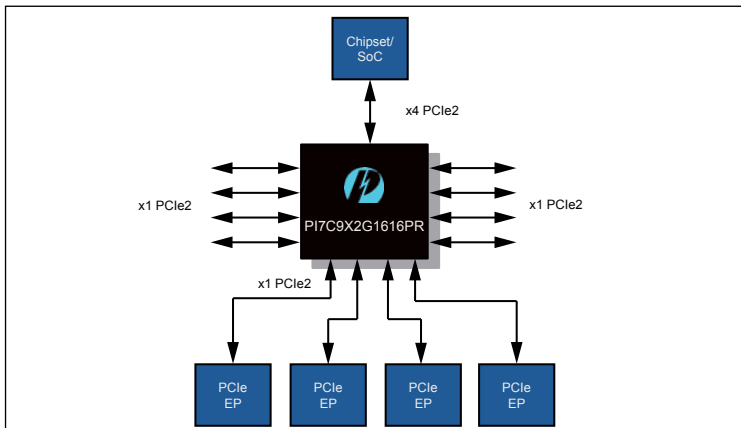 Chipset/
SoC
x4 PCIe2
x1 PCIe2
x1 PCIe2
PI7C9X2G1616PR
x1 PCIe2
PCIe
EP
PCIe
EP
PCIe
EP
PCIe
EP